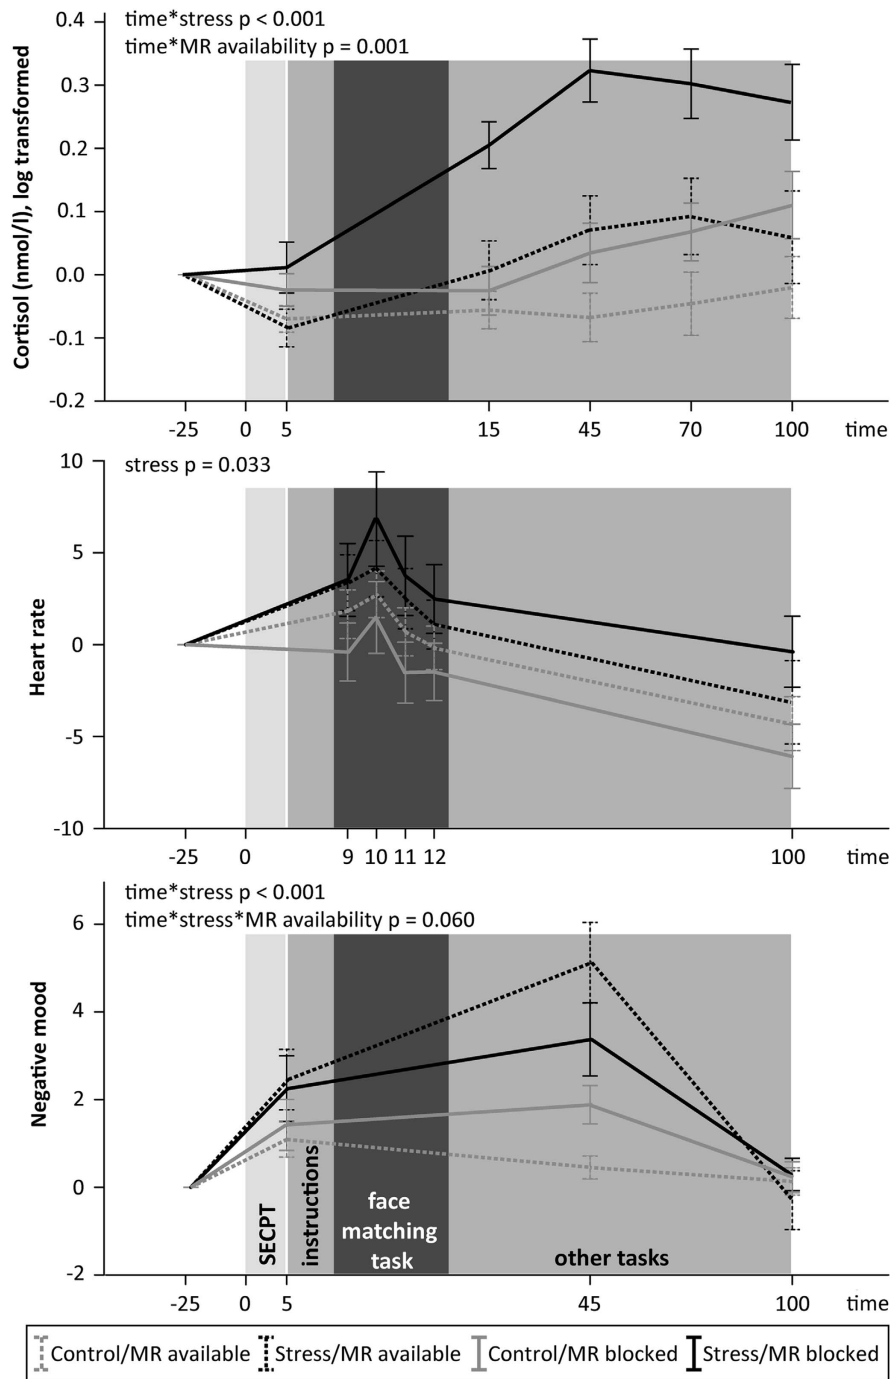 time*stress p < 0.001
time*MR availability p = 0.001
Cortisol (nmol/l), log transformed
0.4
0.3
0.2
0.1
0.0
-0.1
-0.2
-25 0 5 15 45 70 100 time
stress p = 0.033
Heart rate
10
5
0
-5
-10
-25 0 9 10 11 12 100 time
time*stress p < 0.001
time*stress*MR availability p = 0.060
Negative mood
6
4
2
0
-2
SECPT
instructions
face
matching
task
other tasks
-25 0 5 45 100 time
Control/MR available Stress/MR available Control/MR blocked Stress/MR blocked